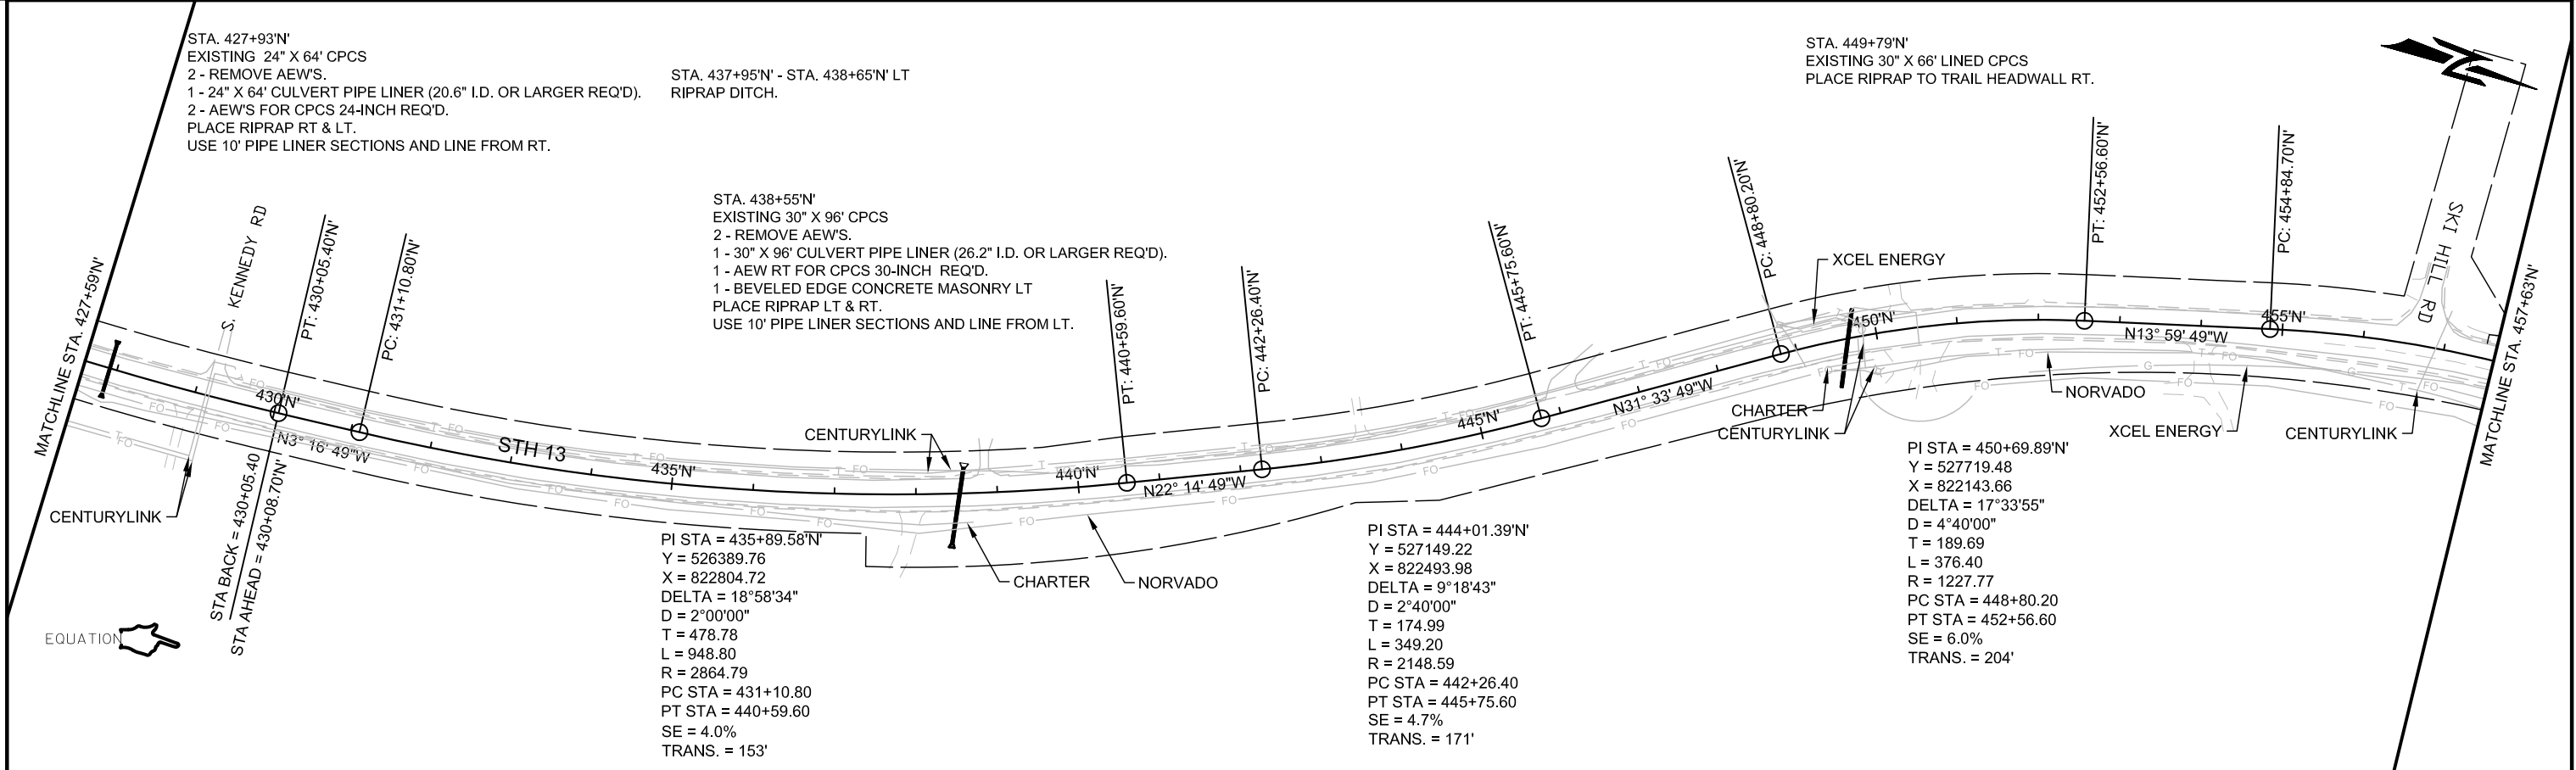 STA. 427+93'N'
EXISTING  24" X 64' CPCS
2 - REMOVE AEW'S.
1 - 24" X 64' CULVERT PIPE LINER (20.6" I.D. OR LARGER REQ'D).
2 - AEW'S FOR CPCS 24-INCH REQ'D.
PLACE RIPRAP RT & LT.
USE 10' PIPE LINER SECTIONS AND LINE FROM RT.
STA. 437+95'N' - STA. 438+65'N' LT
RIPRAP DITCH.
STA. 449+79'N'
EXISTING 30" X 66' LINED CPCS
PLACE RIPRAP TO TRAIL HEADWALL RT.
STA. 438+55'N'
EXISTING 30" X 96' CPCS
2 - REMOVE AEW'S.
1 - 30" X 96' CULVERT PIPE LINER (26.2" I.D. OR LARGER REQ'D).
1 - AEW RT FOR CPCS 30-INCH  REQ'D.
1 - BEVELED EDGE CONCRETE MASONRY LT
PLACE RIPRAP LT & RT.
USE 10' PIPE LINER SECTIONS AND LINE FROM LT.
MATCHLINE STA. 427+59'N'
S. KENNEDY RD
PT: 430+05.40'N'
PC: 431+10.80'N'
PT: 440+59.60'N'
PC: 442+26.40'N'
PT: 445+75.60'N'
PC: 448+80.20'N'
PT: 452+56.60'N'
PC: 454+84.70'N'
SKI HILL RD
MATCHLINE STA. 457+63'N'
XCEL ENERGY
430'N'
N3° 16' 49"W
STH 13
435'N'
CENTURYLINK
440'N'
N22° 14' 49"W
445'N'
N31° 33' 49"W
450'N'
N13° 59' 49"W
455'N'
CHARTER
CENTURYLINK
NORVADO
XCEL ENERGY
CENTURYLINK
CENTURYLINK
STA BACK = 430+05.40
STA AHEAD = 430+08.70'N'
EQUATION
CHARTER
NORVADO
PI STA = 435+89.58'N'
Y = 526389.76
X = 822804.72
DELTA = 18°58'34"
D = 2°00'00"
T = 478.78
L = 948.80
R = 2864.79
PC STA = 431+10.80
PT STA = 440+59.60
SE = 4.0%
TRANS. = 153'
PI STA = 444+01.39'N'
Y = 527149.22
X = 822493.98
DELTA = 9°18'43"
D = 2°40'00"
T = 174.99
L = 349.20
R = 2148.59
PC STA = 442+26.40
PT STA = 445+75.60
SE = 4.7%
TRANS. = 171'
PI STA = 450+69.89'N'
Y = 527719.48
X = 822143.66
DELTA = 17°33'55"
D = 4°40'00"
T = 189.69
L = 376.40
R = 1227.77
PC STA = 448+80.20
PT STA = 452+56.60
SE = 6.0%
TRANS. = 204'